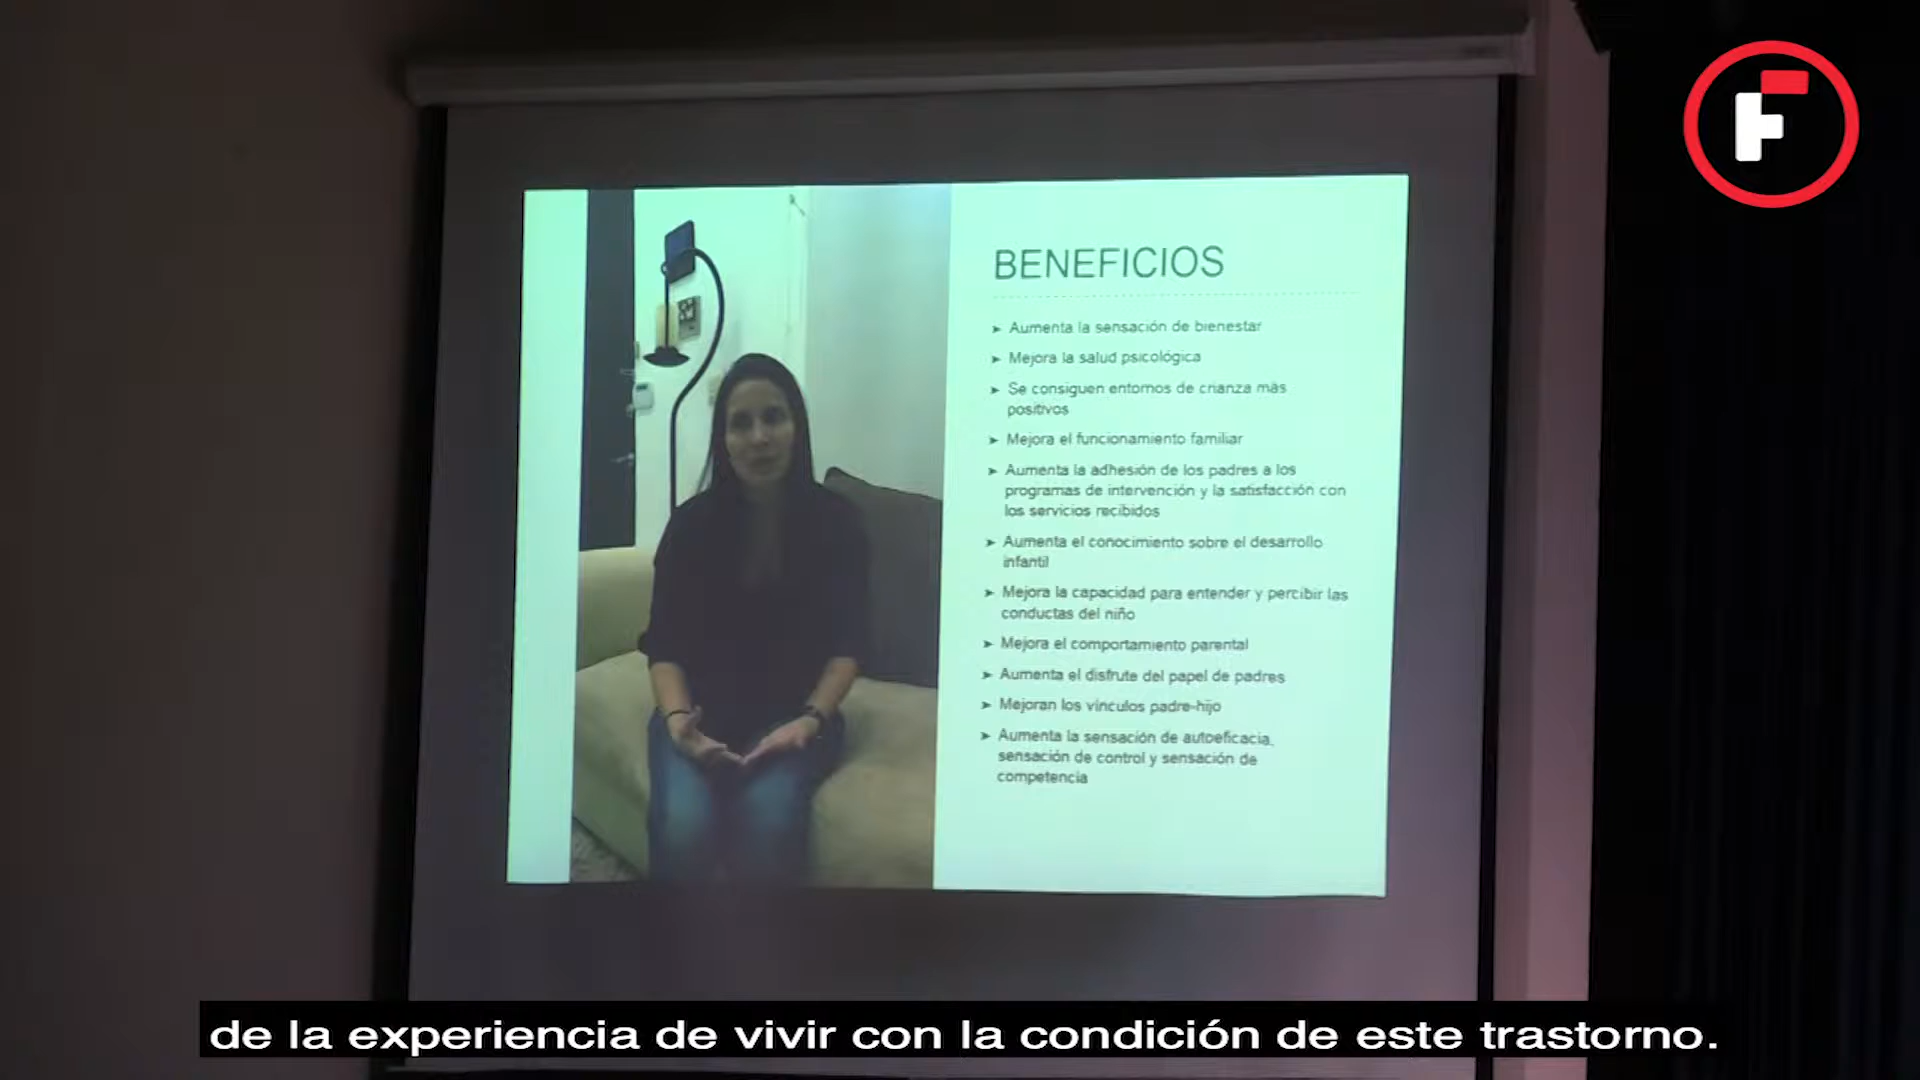 F
BENEFICIOS
➤ Aumenta la sensación de bienestar
➤ Mejora la salud psicológica
➤ Se consiguen entornos de crianza más
positivos
➤ Mejora el funcionamiento familiar
➤ Aumenta la adhesión de los padres a los
programas de intervención y la satisfacción con
los servicios recibidos
➤ Aumenta el conocimiento sobre el desarrollo
infantil
➤ Mejora la capacidad para entender y percibir las
conductas del niño
➤ Mejora el comportamiento parental
➤ Aumenta el disfrute del papel de padres
➤ Mejoran los vínculos padre-hijo
➤ Aumenta la sensación de autoeficacia,
sensación de control y sensación de
competencia
de la experiencia de vivir con la condición de este trastorno.